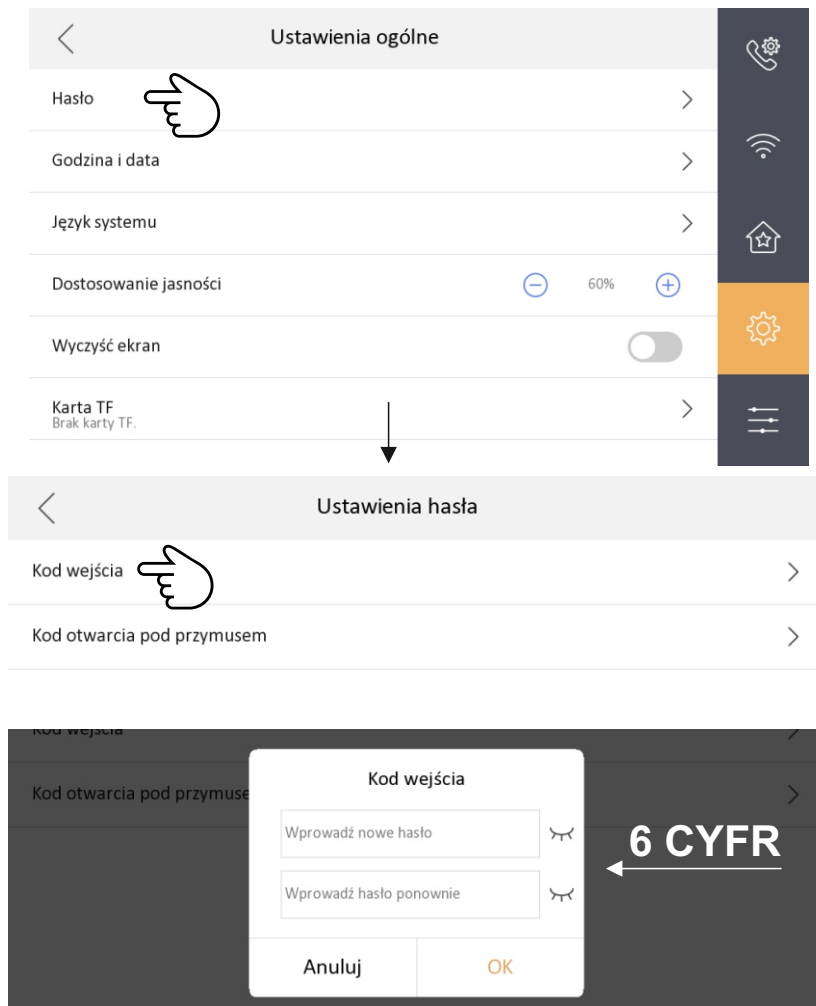 Ustawienia ogólne
Hasło
Godzina i data
Język systemu
Dostosowanie jasności
60%
Wyczyść ekran
Karta TF
Brak karty TF.
Ustawienia hasła
Kod wejścia
Kod otwarcia pod przymusem
Kod wejścia
Kod wejścia
Kod otwarcia pod przymuse
Wprowadź nowe hasło
6 CYFR
Wprowadź hasło ponownie
Anuluj
OK